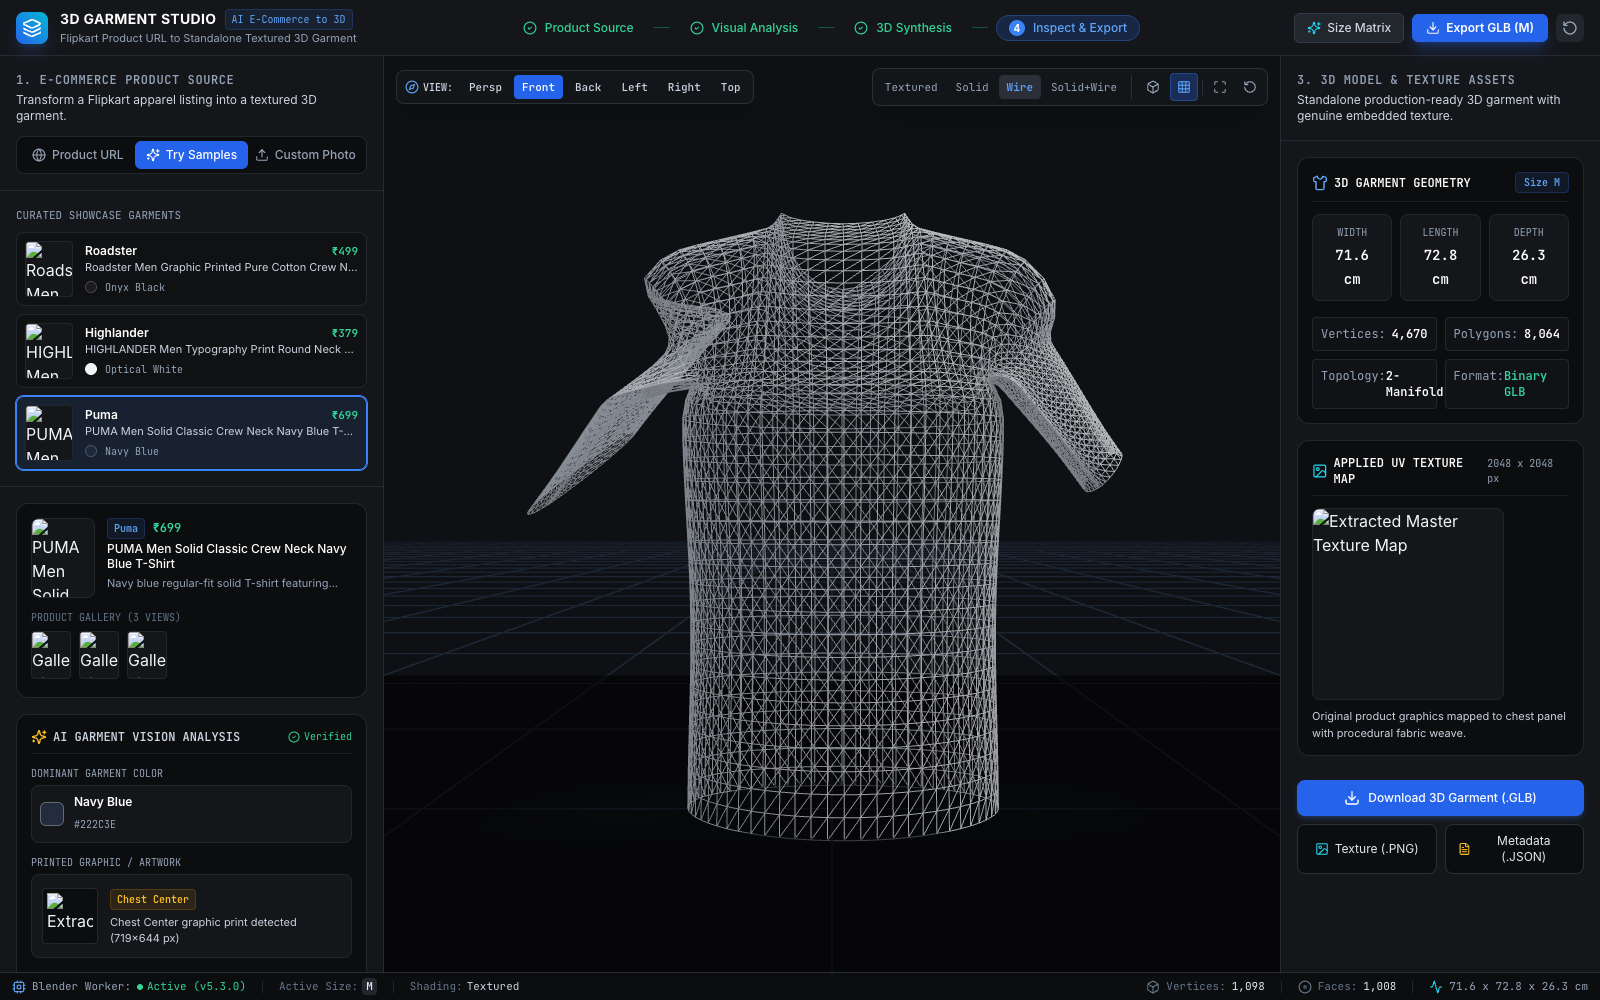 3D GARMENT STUDIO
AI E-Commerce to 3D
Flipkart Product URL to Standalone Textured 3D Garment
Product Source
Visual Analysis
3D Synthesis
4
Inspect & Export
Size Matrix
Export GLB (M)
1. E-COMMERCE PRODUCT SOURCE
Transform a Flipkart apparel listing into a textured 3D
garment.
Product URL
Try Samples
Custom Photo
CURATED SHOWCASE GARMENTS
Roads
Men
Roadster
₹499
Roadster Men Graphic Printed Pure Cotton Crew N...
Onyx Black
HIGHL
Men
Highlander
₹379
HIGHLANDER Men Typography Print Round Neck ...
Optical White
PUMA
Men
Puma
₹699
PUMA Men Solid Classic Crew Neck Navy Blue T-...
Navy Blue
PUMA
Men
Solid
Puma
₹699
PUMA Men Solid Classic Crew Neck Navy
Blue T-Shirt
Navy blue regular-fit solid T-shirt featuring...
PRODUCT GALLERY (3 VIEWS)
Galle
Galle
Galle
AI GARMENT VISION ANALYSIS
Verified
DOMINANT GARMENT COLOR
Navy Blue
#222C3E
PRINTED GRAPHIC / ARTWORK
Extrac
Chest Center
Chest Center graphic print detected
(719×644 px)
VIEW:
Persp
Front
Back
Left
Right
Top
Textured
Solid
Wire
Solid+Wire
3. 3D MODEL & TEXTURE ASSETS
Standalone production-ready 3D garment with
genuine embedded texture.
3D GARMENT GEOMETRY
Size M
WIDTH
71.6
cm
LENGTH
72.8
cm
DEPTH
26.3
cm
Vertices: 4,670
Polygons: 8,064
Topology: 2-
Manifold
Format: Binary
GLB
APPLIED UV TEXTURE
MAP
2048 x 2048
px
Extracted Master
Texture Map
Original product graphics mapped to chest panel
with procedural fabric weave.
Download 3D Garment (.GLB)
Texture (.PNG)
Metadata
(.JSON)
Blender Worker: Active (v5.3.0)
Active Size: M
Shading: Textured
Vertices: 1,098
Faces: 1,008
71.6 x 72.8 x 26.3 cm